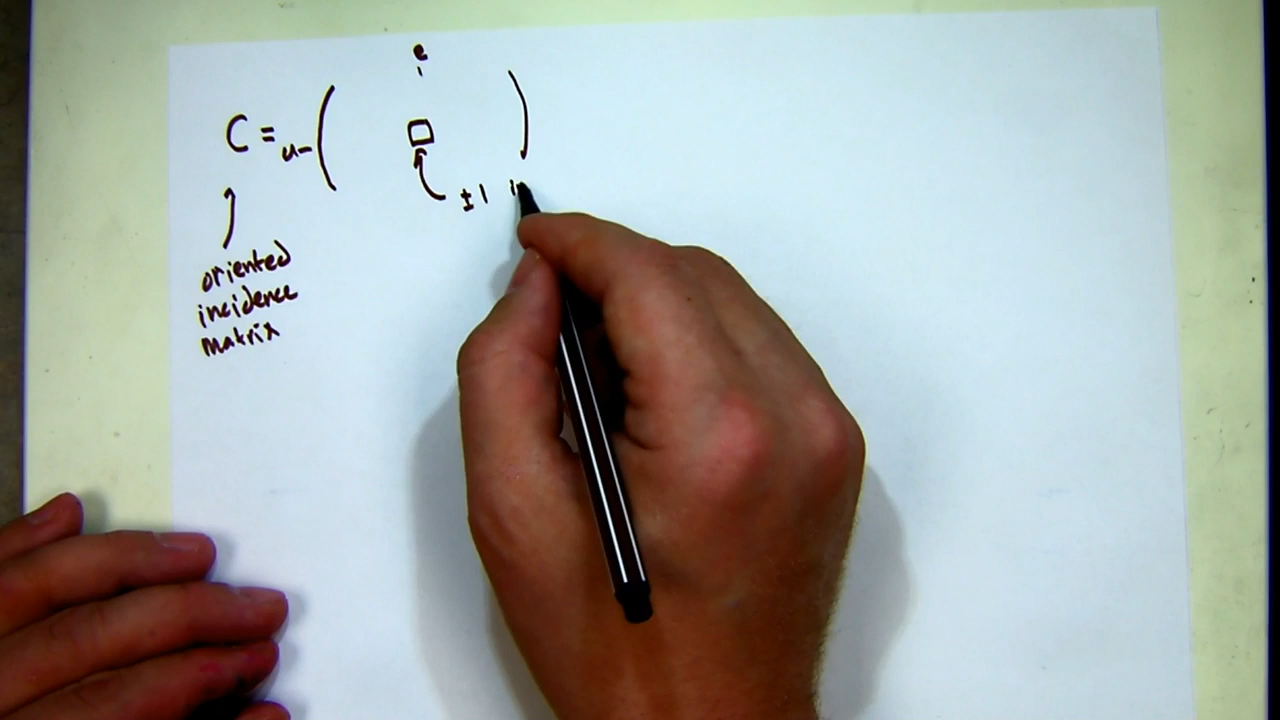 e
C = u- ( □ )
±1 i
oriented
incidence
matrix